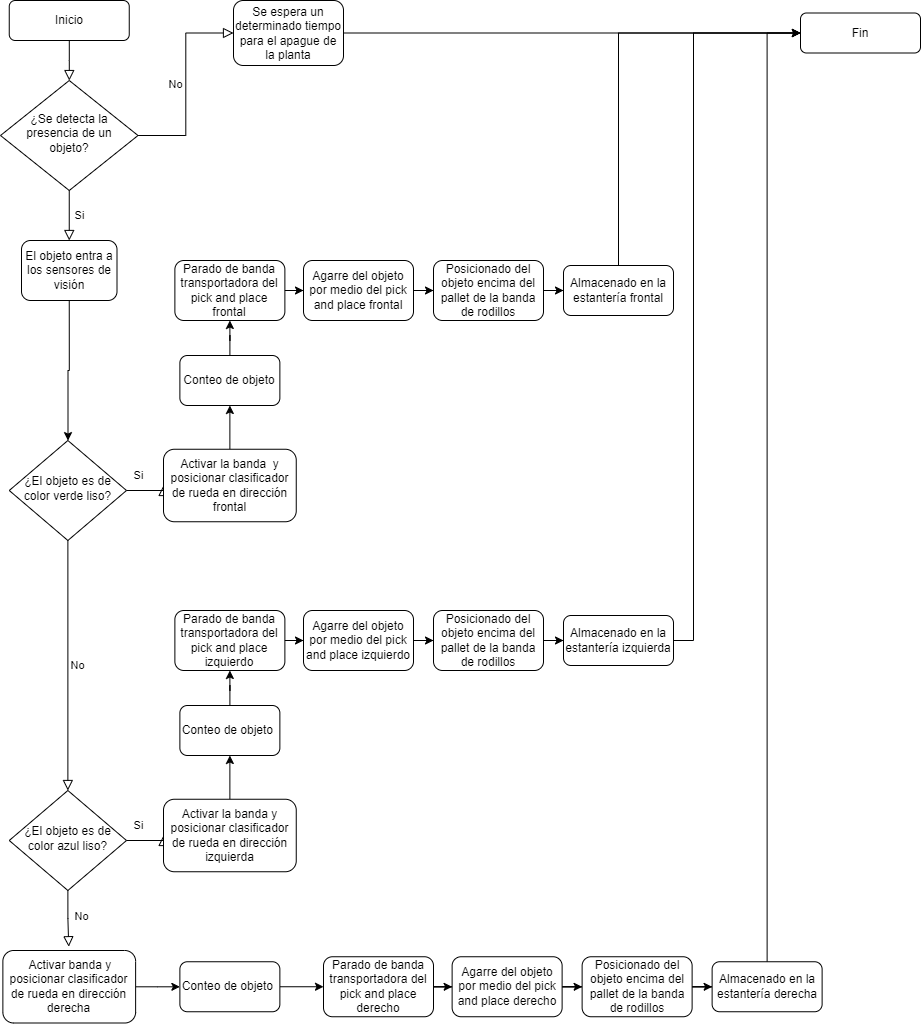 Inicio
Se espera un
determinado tiempo
para el apague de
la planta
Fin
No
¿Se detecta la
presencia de un
objeto?
Si
El objeto entra a
los sensores de
visión
Parado de banda
transportadora del
pick and place
frontal
Agarre del objeto
por medio del pick
and place frontal
Posicionado del
objeto encima del
pallet de la banda
de rodillos
Almacenado en la
estantería frontal
Conteo de objeto
¿El objeto es de
color verde liso?
Si
Activar la banda y
posicionar clasificador
de rueda en dirección
frontal
No
Parado de banda
transportadora del
pick and place
izquierdo
Agarre del objeto
por medio del pick
and place izquierdo
Posicionado del
objeto encima del
pallet de la banda
de rodillos
Almacenado en la
estantería izquierda
Conteo de objeto
¿El objeto es de
color azul liso?
Si
Activar la banda y
posicionar clasificador
de rueda en dirección
izquierda
No
Activar banda y
posicionar clasificador
de rueda en dirección
derecha
Conteo de objeto
Parado de banda
transportadora del
pick and place
derecho
Agarre del objeto
por medio del pick
and place derecho
Posicionado del
objeto encima del
pallet de la banda
de rodillos
Almacenado en la
estantería derecha